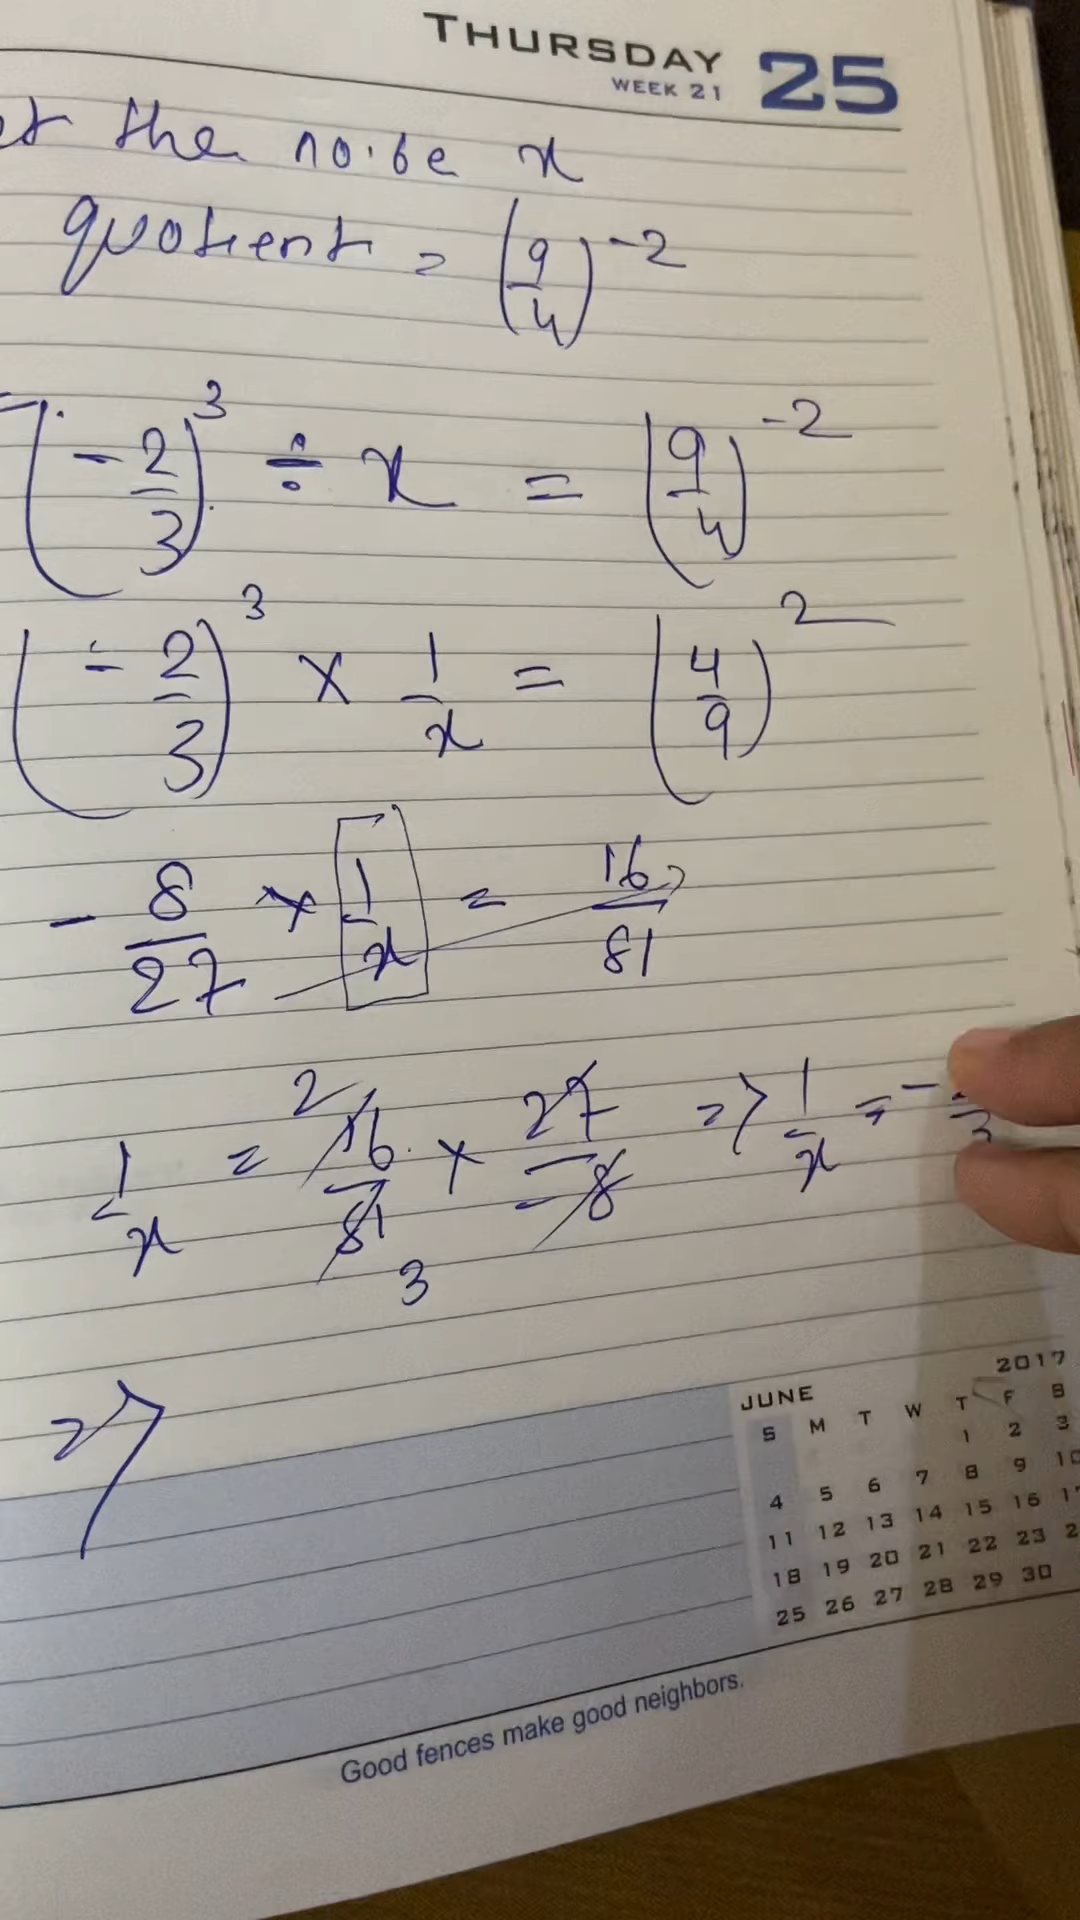 THURSDAY 25
WEEK 21
the no. be x
quotient = (9/4)^-2
(-2/3)^3 ÷ x = (9/4)^-2
(-2/3)^3 × 1/x = (4/9)^2
-8/27 × 1/x = 16/81
1/x = 16/81 × 27/-8 => 1/x = -
2
3
=>
JUNE 2017
S M T W T F S
1 2 3
4 5 6 7 8 9 10
11 12 13 14 15 16
18 19 20 21 22 23
25 26 27 28 29 30
Good fences make good neighbors.